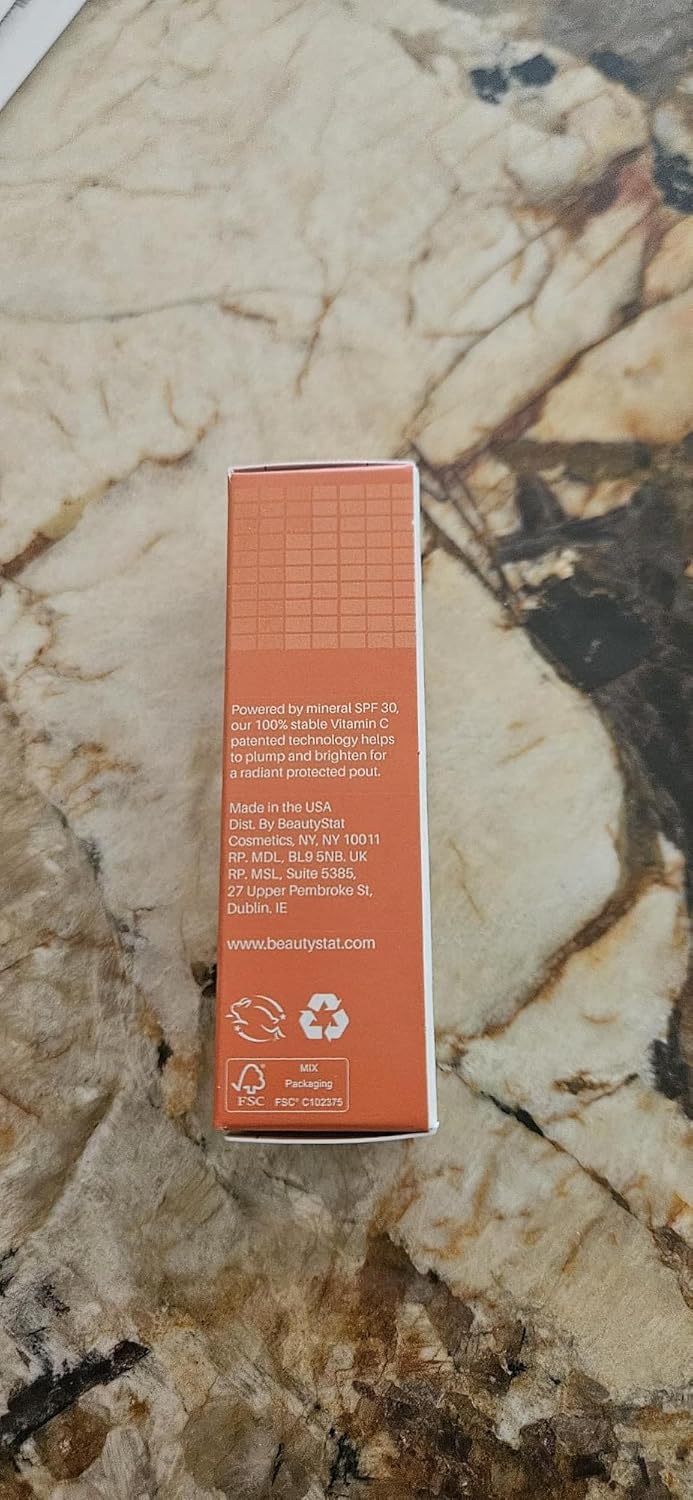 Powered by mineral SPF 30,
our 100% stable Vitamin C
patented technology helps
to plump and brighten for
a radiant protected pout.
Made in the USA
Dist. By BeautyStat
Cosmetics, NY, NY 10011
RP. MDL, BL9 5NB. UK
RP. MSL, Suite 5385,
27 Upper Pembroke St,
Dublin. IE
www.beautystat.com
FSC
MIX
Packaging
FSC® C102375